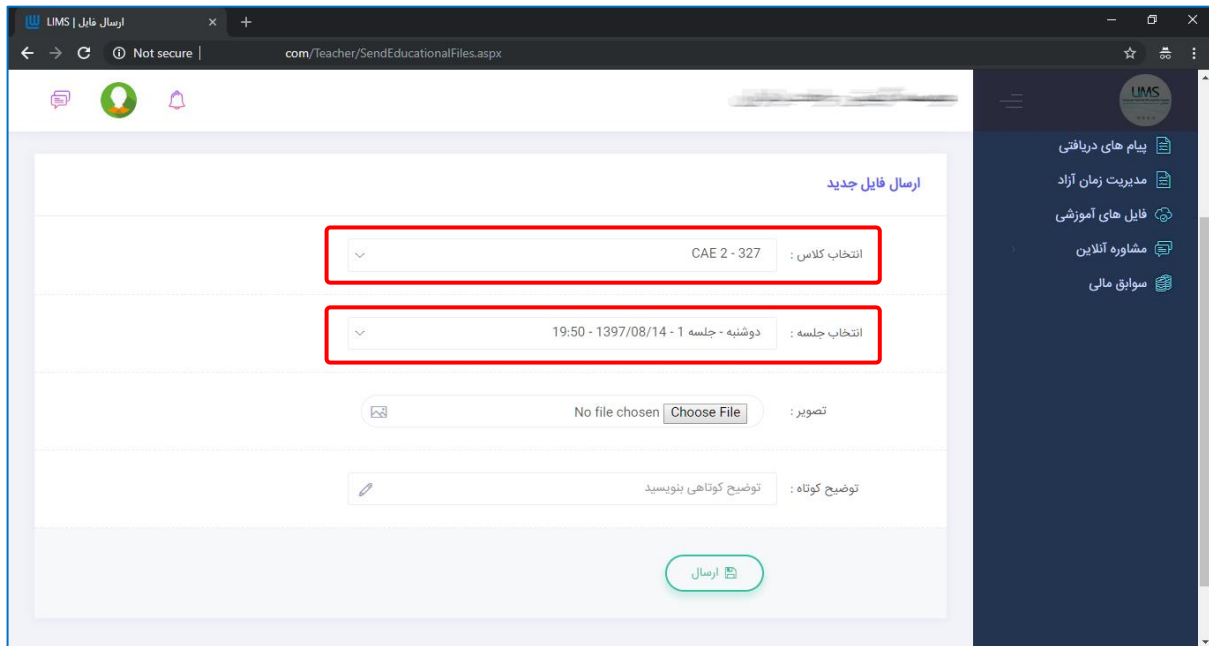 ارسال فایل | LIMS
Not secure
com/Teacher/SendEducationalFiles.aspx
LIMS
پیام های دریافتی
مدیریت زمان آزاد
فایل های آموزشی
مشاوره آنلاین
سوابق مالی
ارسال فایل جدید
انتخاب کلاس : CAE 2 - 327
انتخاب جلسه : دوشنبه - جلسه 1 - 1397/08/14 - 19:50
تصویر : Choose File No file chosen
توضیح کوتاه : توضیح کوتاهی بنویسید
ارسال